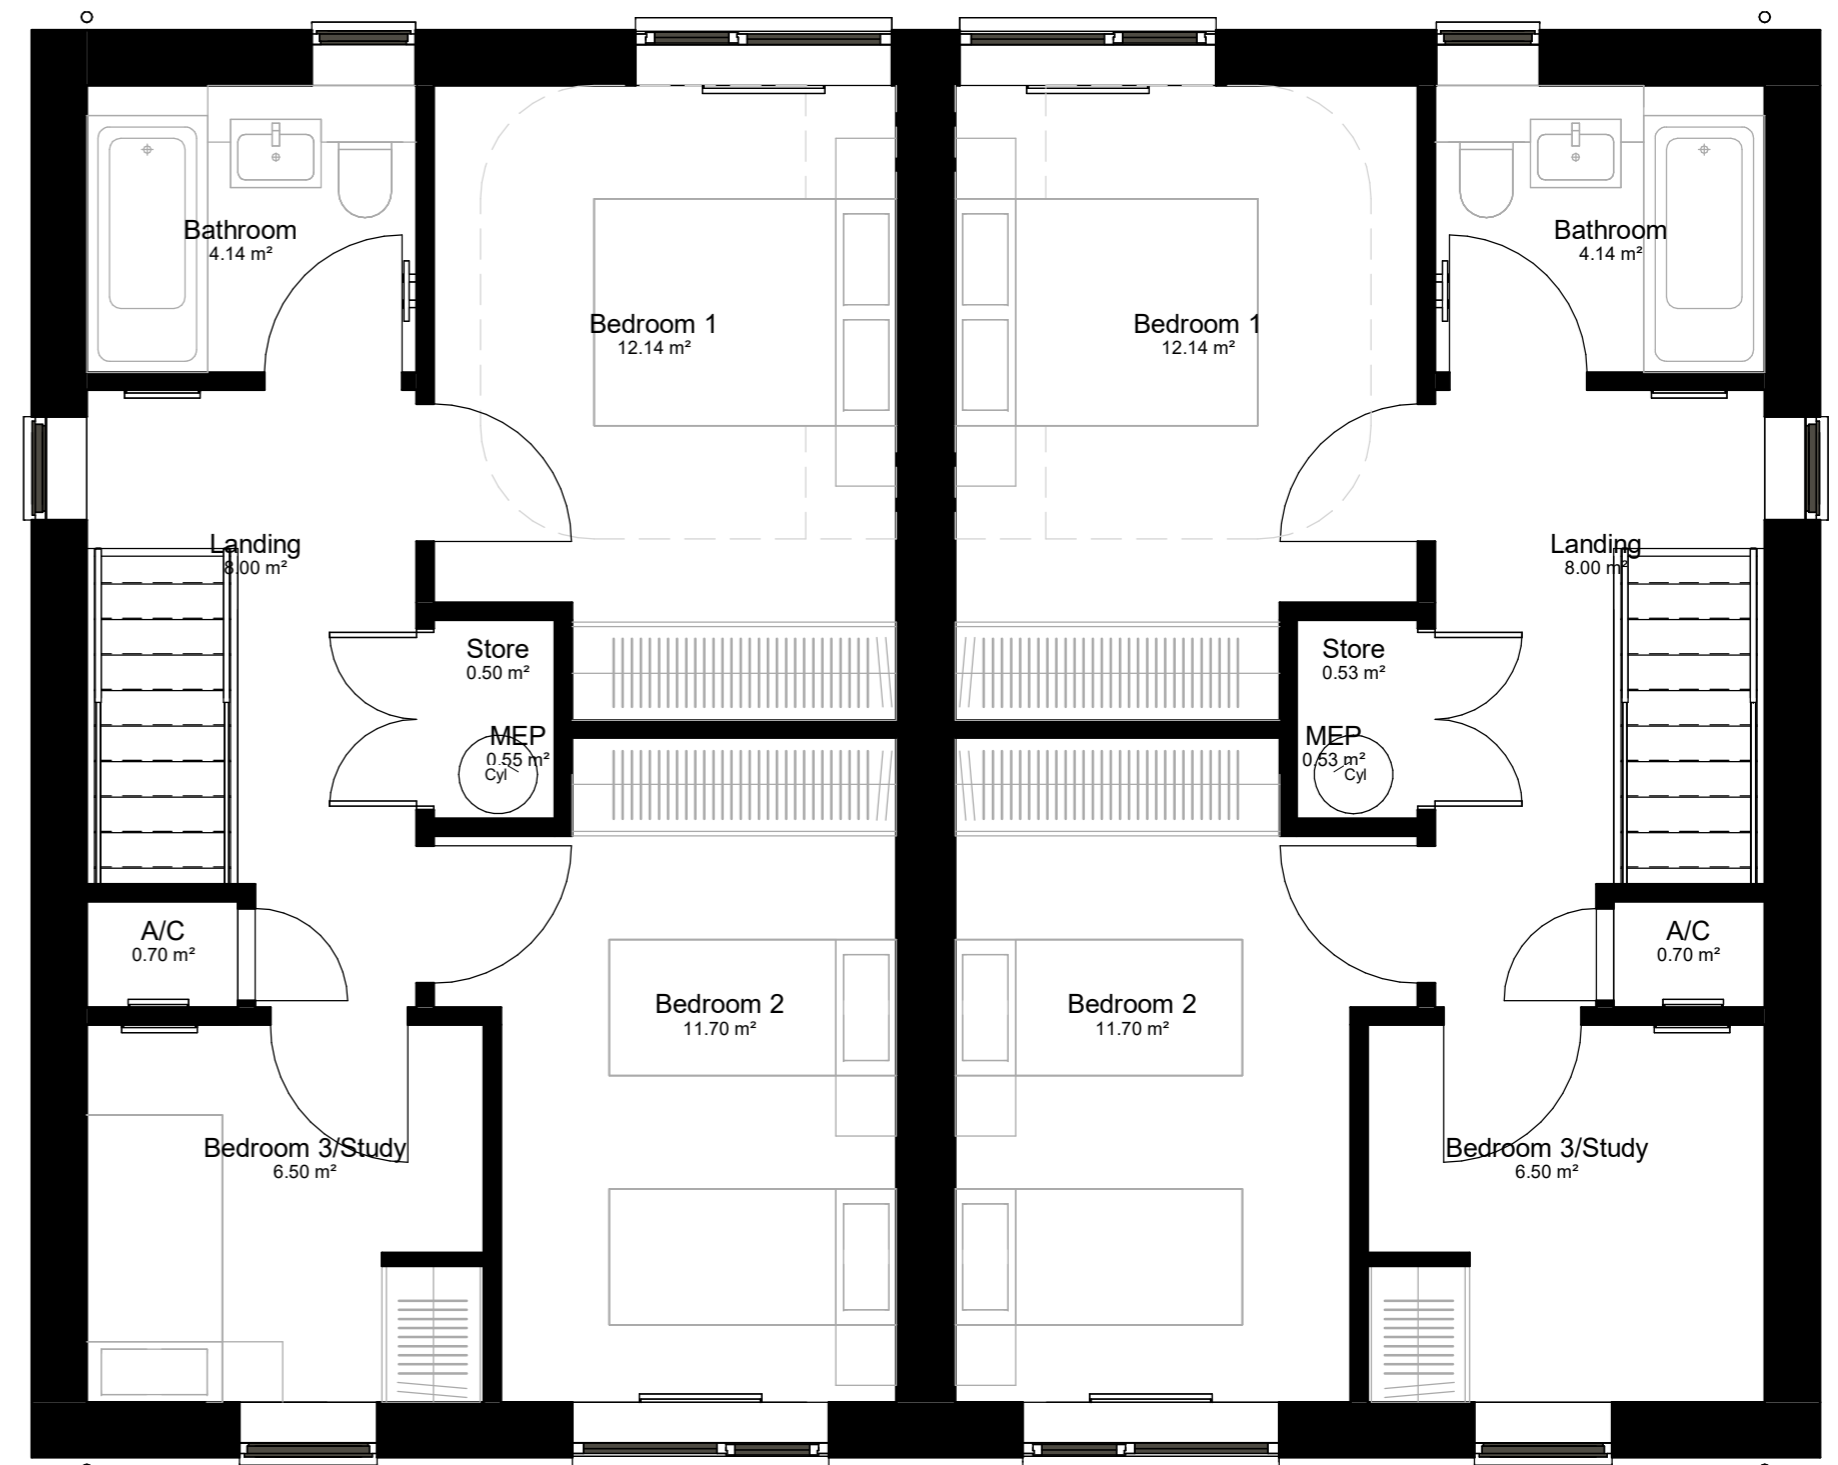 Bathroom
4.14 m²
Bathroom
4.14 m²
Bedroom 1
12.14 m²
Bedroom 1
12.14 m²
Landing
8.00 m²
Landing
8.00 m²
Store
0.50 m²
Store
0.53 m²
MEP
0.55 m²
Cyl
MEP
0.53 m²
Cyl
A/C
0.70 m²
A/C
0.70 m²
Bedroom 2
11.70 m²
Bedroom 2
11.70 m²
Bedroom 3/Study
6.50 m²
Bedroom 3/Study
6.50 m²